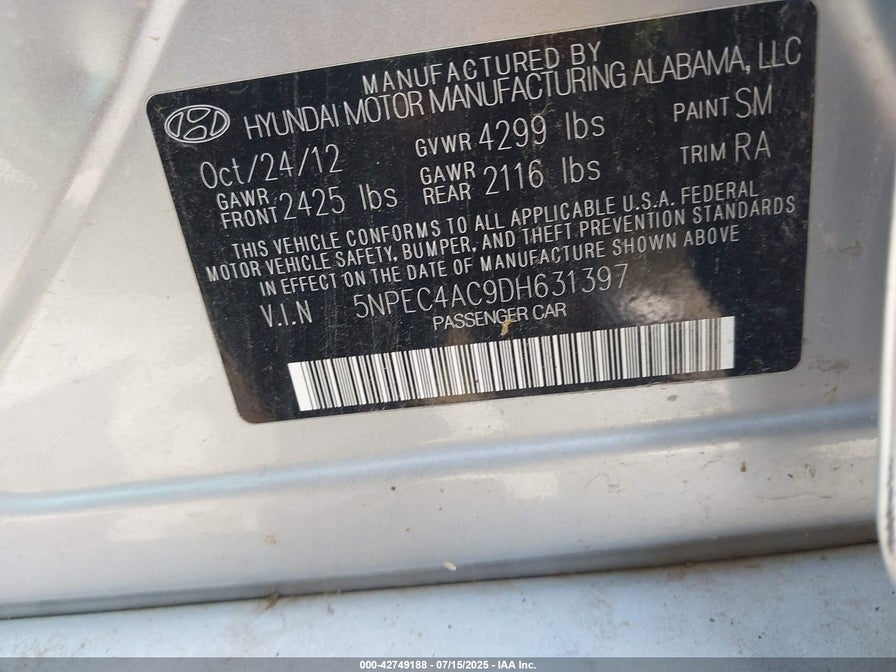 MANUFACTURED BY
HYUNDAI MOTOR MANUFACTURING ALABAMA, LLC
Oct/24/12 GVWR 4299 lbs PAINT SM
GAWR FRONT 2425 lbs GAWR REAR 2116 lbs TRIM RA
THIS VEHICLE CONFORMS TO ALL APPLICABLE U.S.A. FEDERAL
MOTOR VEHICLE SAFETY, BUMPER, AND THEFT PREVENTION STANDARDS
IN EFFECT ON THE DATE OF MANUFACTURE SHOWN ABOVE
V.I.N 5NPEC4AC9DH631397
PASSENGER CAR
000-42749188 - 07/15/2025 - IAA Inc.